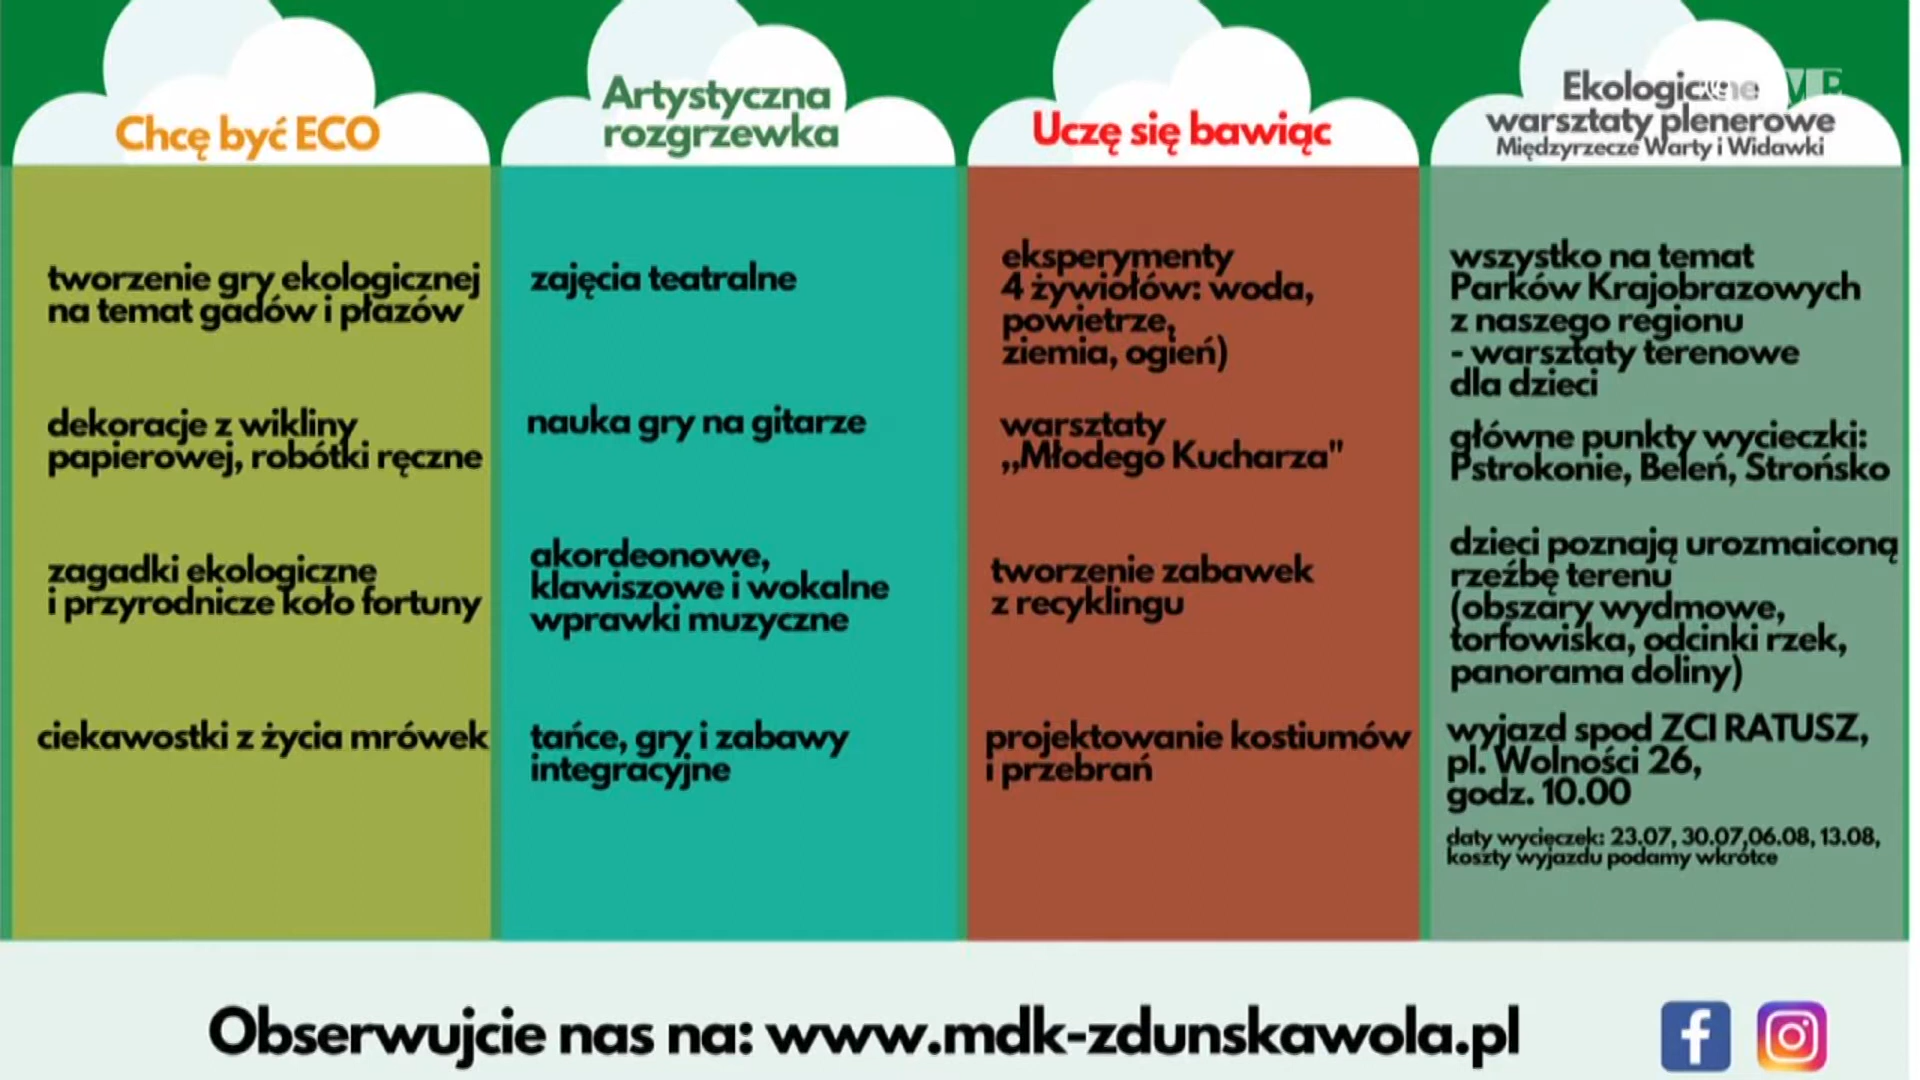 Chcę być ECO
tworzenie gry ekologicznej
na temat gadów i płazów
dekoracje z wikliny
papierowej, robótki ręczne
zagadki ekologiczne
i przyrodnicze koło fortuny
ciekawostki z życia mrówek
Artystyczna
rozgrzewka
zajęcia teatralne
nauka gry na gitarze
akordeonowe,
klawiszowe i wokalne
wprawki muzyczne
tańce, gry i zabawy
integracyjne
Uczę się bawiąc
eksperymenty
4 żywiołów: woda,
powietrze,
ziemia, ogień)
warsztaty
,,Młodego Kucharza"
tworzenie zabawek
z recyklingu
projektowanie kostiumów
i przebrań
Ekologiczne
warsztaty plenerowe
Międzyrzecze Warty i Widawki
wszystko na temat
Parków Krajobrazowych
z naszego regionu
- warsztaty terenowe
dla dzieci
główne punkty wycieczki:
Pstrokonie, Beleń, Strońsko
dzieci poznają urozmaiconą
rzeźbę terenu
(obszary wydmowe,
torfowiska, odcinki rzek,
panorama doliny)
wyjazd spod ZCI RATUSZ,
pl. Wolności 26,
godz. 10.00
daty wycieczek: 23.07, 30.07,06.08, 13.08,
koszty wyjazdu podamy wkrótce
Obserwujcie nas na: www.mdk-zdunskawola.pl